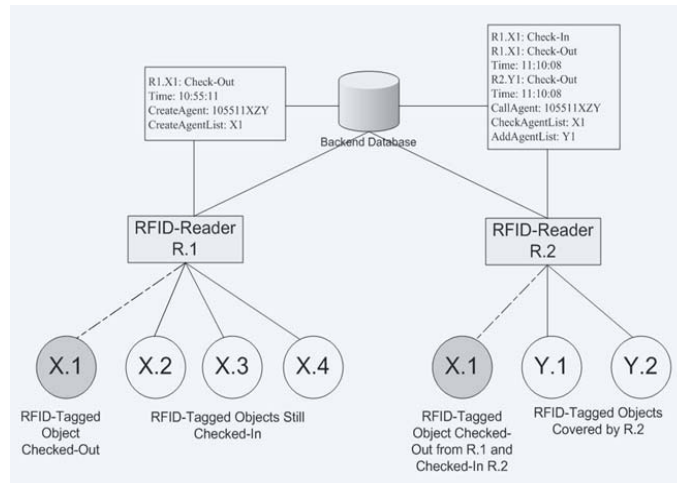 R1.X1: Check-Out
Time: 10:55:11
CreateAgent: 105511XZY
CreateAgentList: X1
Backend Database
R1.X1: Check-In
R1.X1: Check-Out
Time: 11:10:08
R2.Y1: Check-Out
Time: 11:10:08
CallAgent: 105511XZY
CheckAgentList: X1
AddAgentList: Y1
RFID-Reader
R.1
RFID-Reader
R.2
X.1
X.2
X.3
X.4
X.1
Y.1
Y.2
RFID-Tagged
Object
Checked-Out
RFID-Tagged Objects Still
Checked-In
RFID-Tagged
Object Checked-
Out from R.1 and
Checked-In R.2
RFID-Tagged Objects
Covered by R.2